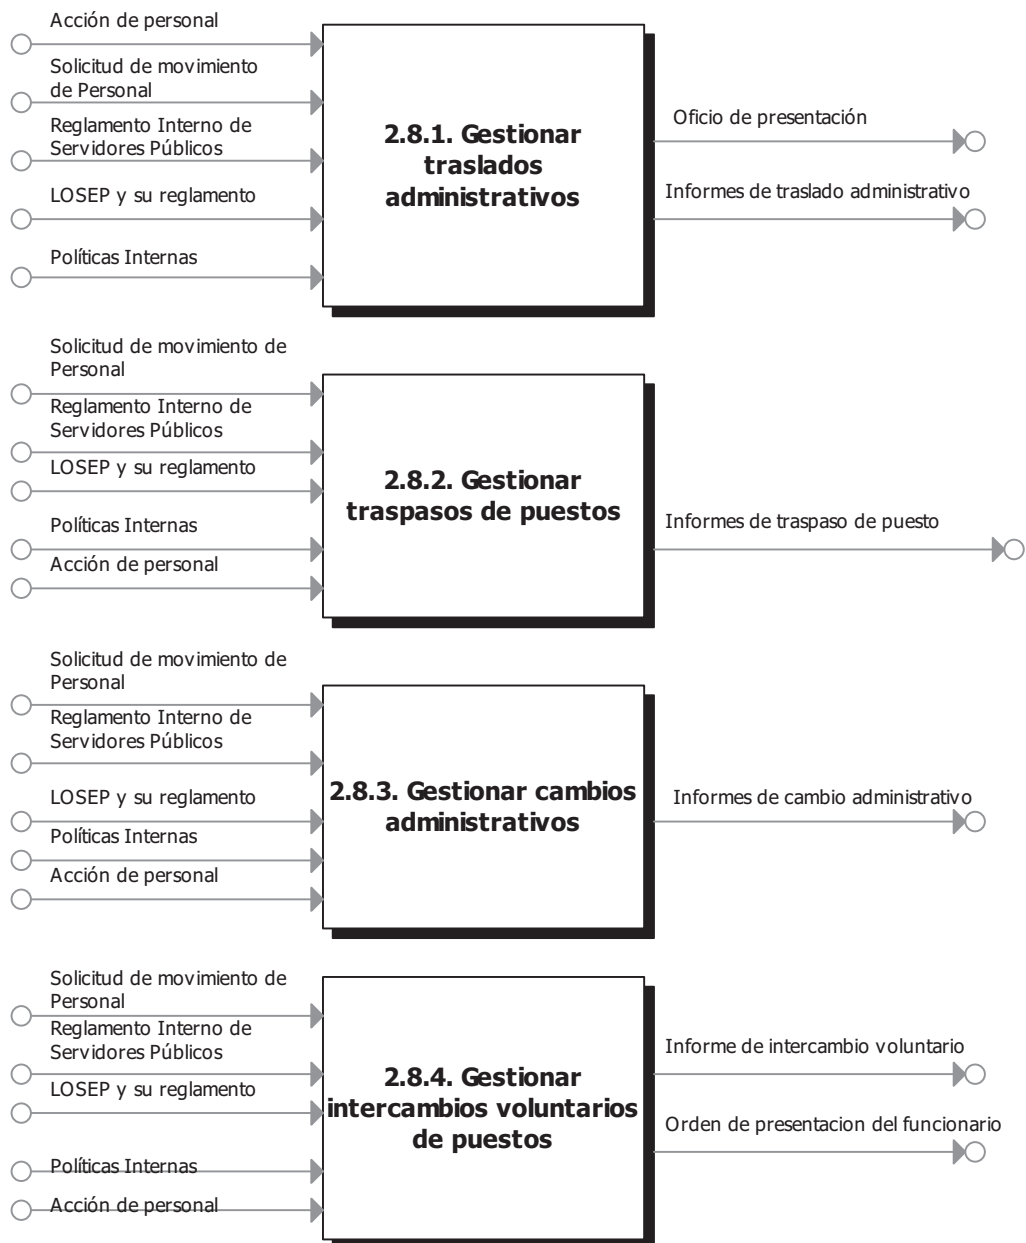 Acción de personal
Solicitud de movimiento
de Personal
Reglamento Interno de
Servidores Públicos
LOSEP y su reglamento
Políticas Internas
2.8.1. Gestionar
traslados
administrativos
Oficio de presentación
Informes de traslado administrativo
Solicitud de movimiento de
Personal
Reglamento Interno de
Servidores Públicos
LOSEP y su reglamento
Políticas Internas
Acción de personal
2.8.2. Gestionar
traspasos de puestos
Informes de traspaso de puesto
Solicitud de movimiento de
Personal
Reglamento Interno de
Servidores Públicos
LOSEP y su reglamento
Políticas Internas
Acción de personal
2.8.3. Gestionar cambios
administrativos
Informes de cambio administrativo
Solicitud de movimiento de
Personal
Reglamento Interno de
Servidores Públicos
LOSEP y su reglamento
Políticas Internas
Acción de personal
2.8.4. Gestionar
intercambios voluntarios
de puestos
Informe de intercambio voluntario
Orden de presentacion del funcionario